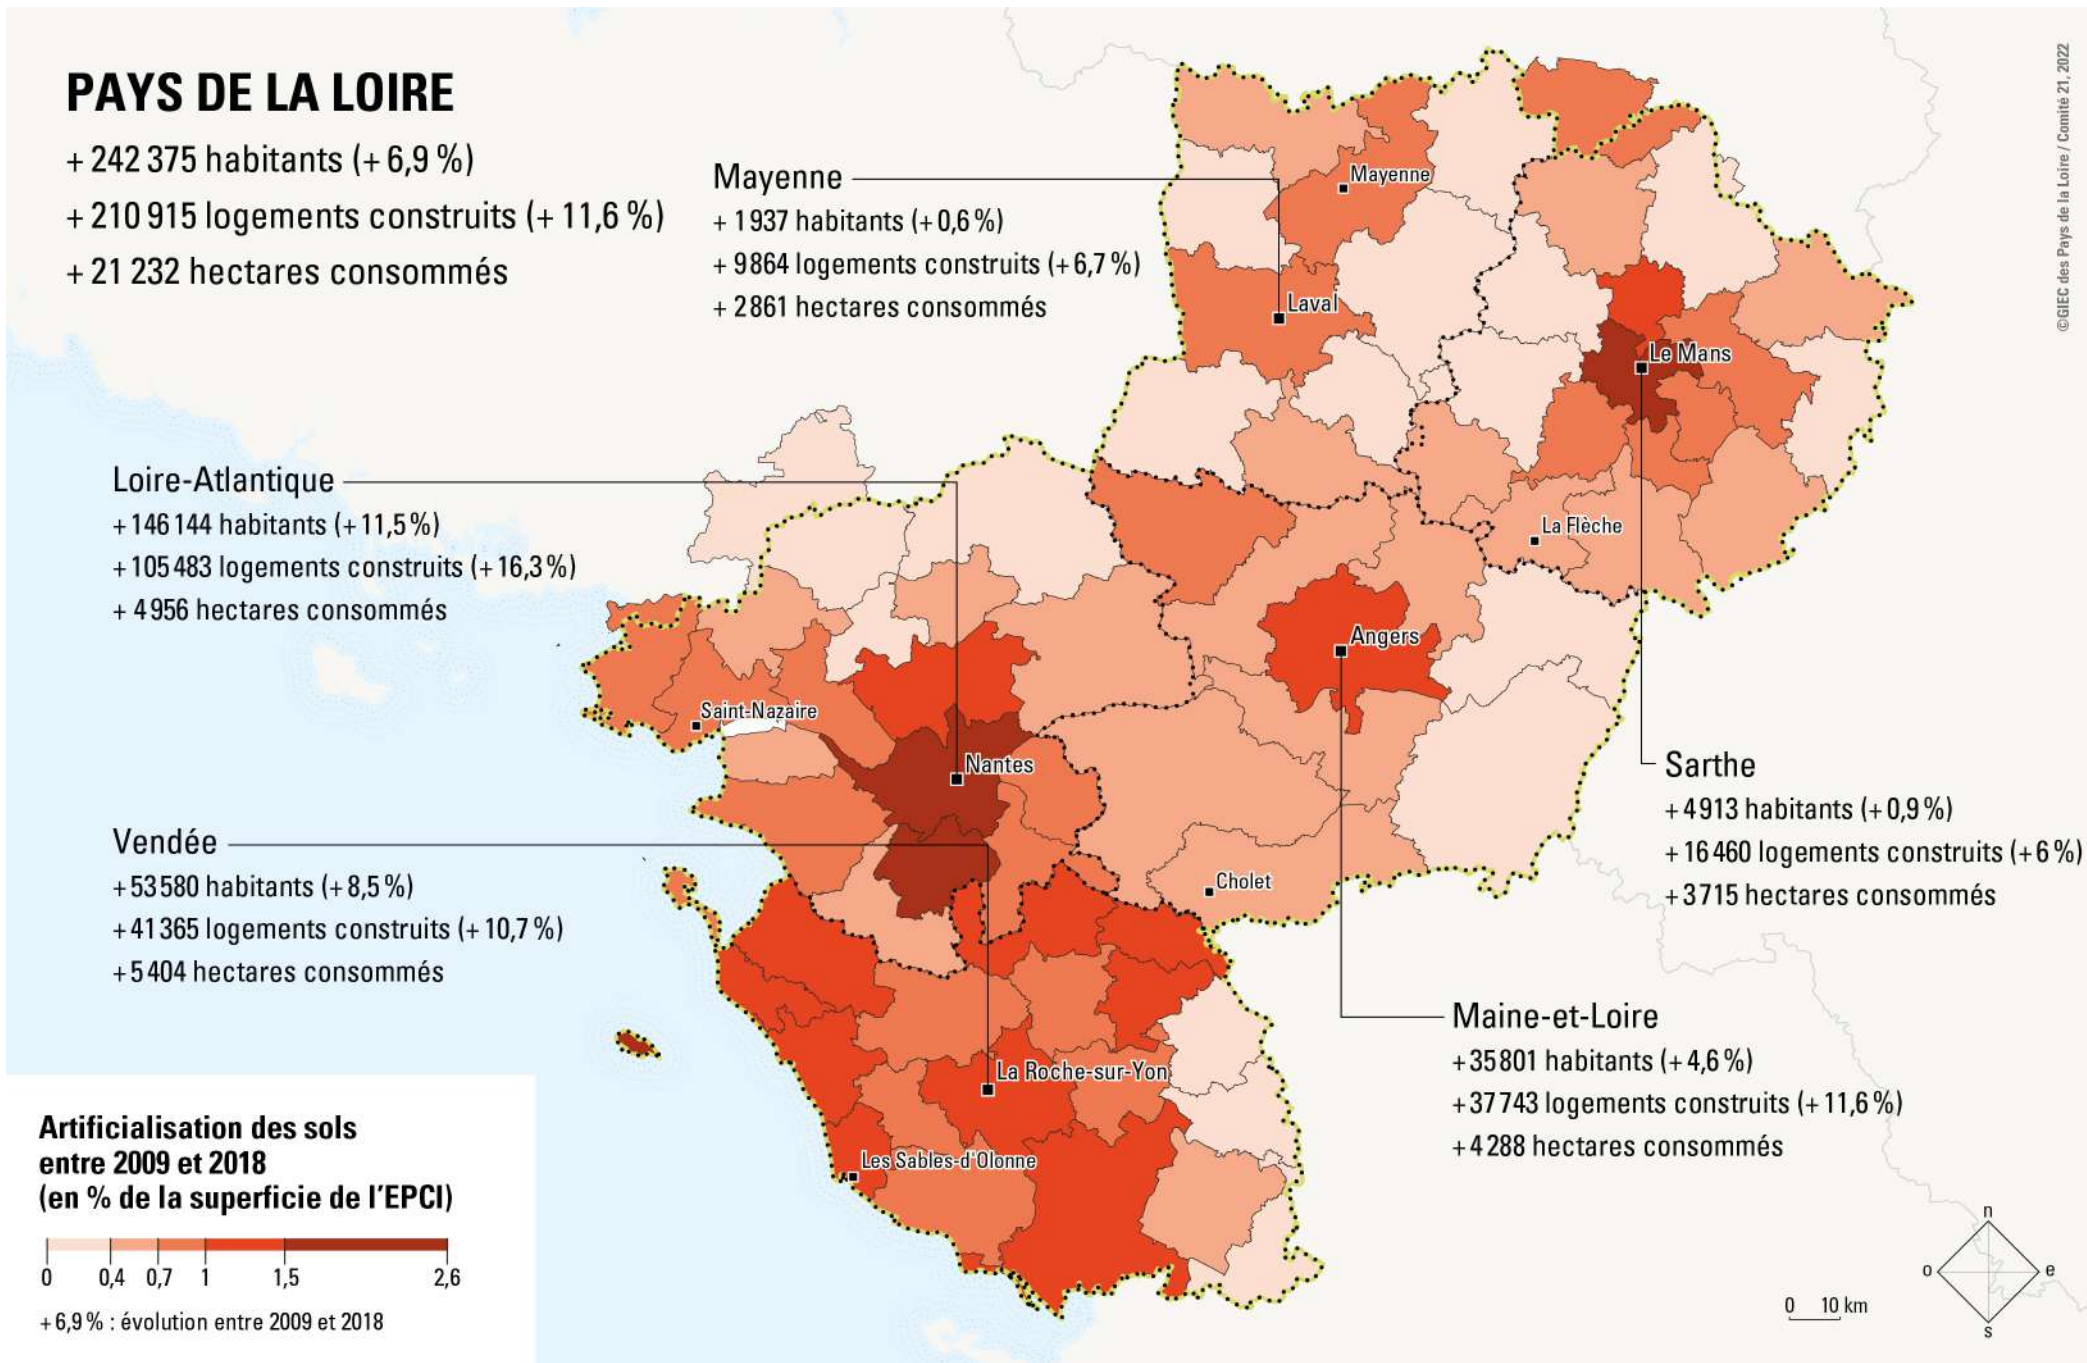 PAYS DE LA LOIRE
+ 242 375 habitants (+ 6,9 %)
+ 210 915 logements construits (+ 11,6 %)
+ 21 232 hectares consommés
Mayenne
+ 1 937 habitants (+ 0,6 %)
+ 9864 logements construits (+ 6,7 %)
+ 2861 hectares consommés
Loire-Atlantique
+ 146 144 habitants (+ 11,5 %)
+ 105 483 logements construits (+ 16,3 %)
+ 4 956 hectares consommés
Vendée
+ 53 580 habitants (+ 8,5 %)
+ 41 365 logements construits (+ 10,7 %)
+ 5 404 hectares consommés
Sarthe
+ 4 913 habitants (+ 0,9 %)
+ 16 460 logements construits (+ 6 %)
+ 3715 hectares consommés
Maine-et-Loire
+ 35 801 habitants (+ 4,6 %)
+ 37 743 logements construits (+ 11,6 %)
+ 4 288 hectares consommés
Mayenne
Laval
Le Mans
La Flèche
Angers
Saint-Nazaire
Nantes
Cholet
La Roche-sur-Yon
Les Sables-d'Olonne
Artificialisation des sols
entre 2009 et 2018
(en % de la superficie de l'EPCI)
0 0,4 0,7 1 1,5 2,6
+ 6,9 % : évolution entre 2009 et 2018
0 10 km
n
o e
s
©GIEC des Pays de la Loire / Comité 21, 2022